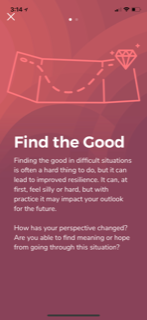 3:14
Find the Good
Finding the good in difficult situations
is often a hard thing to do, but it can
lead to improved resilience. It can, at
first, feel silly or hard, but with
practice it may impact your outlook
for the future.
How has your perspective changed?
Are you able to find meaning or hope
from going through this situation?